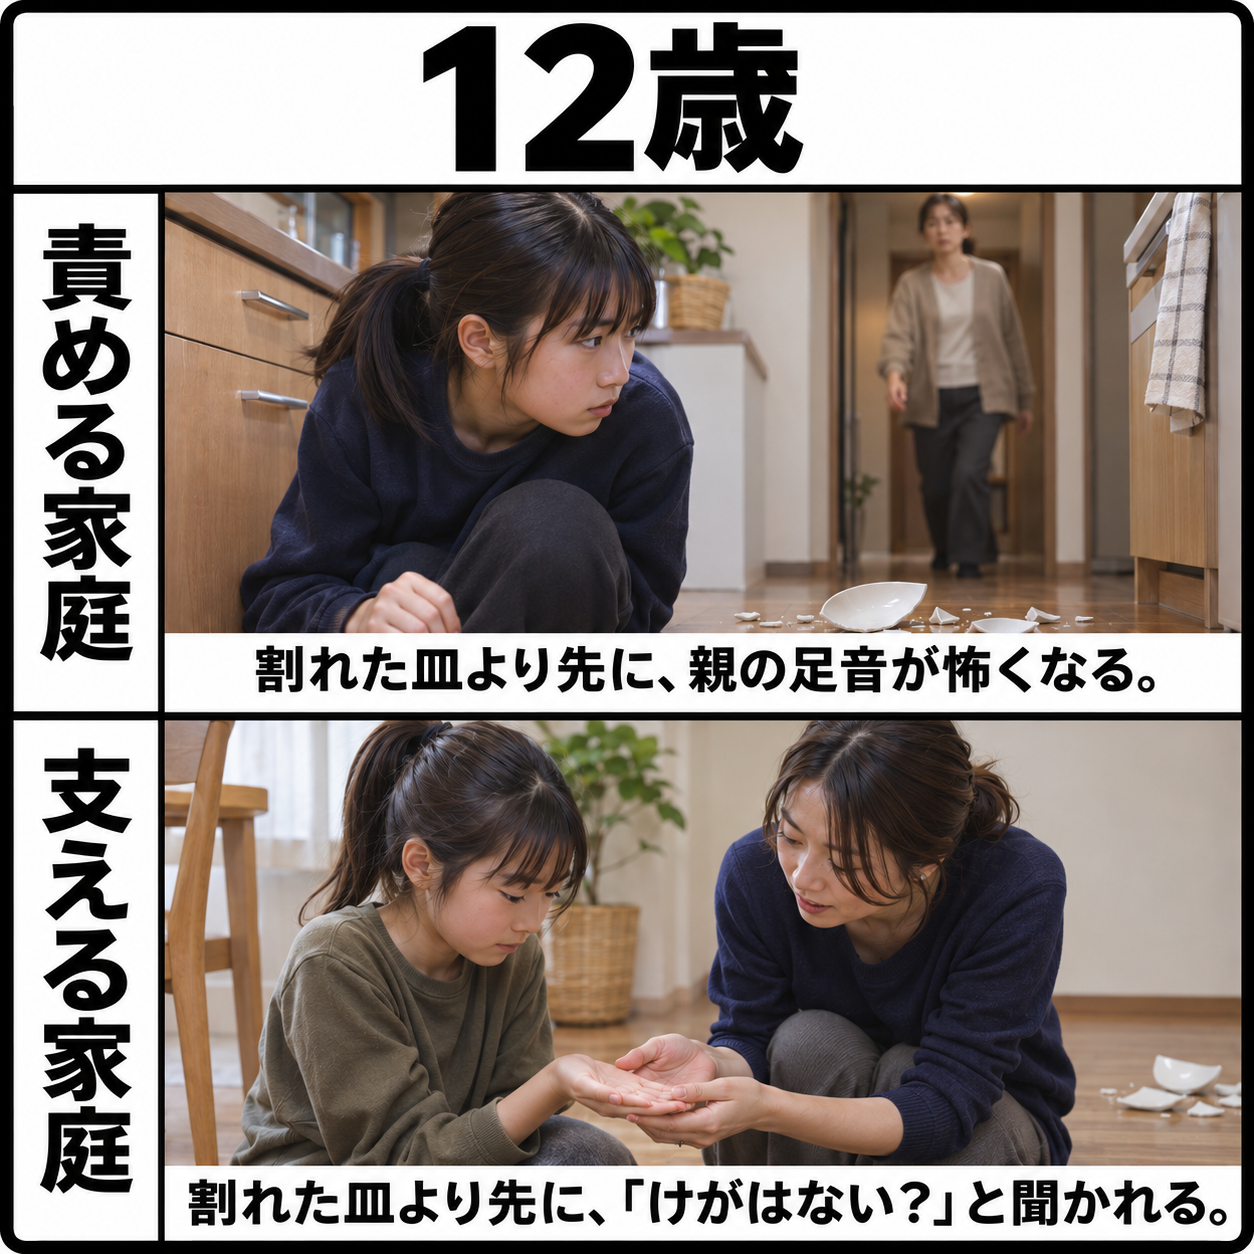 12歳
責める家庭
割れた皿より先に、親の足音が怖くなる。
支える家庭
割れた皿より先に、「けがはない？」と聞かれる。